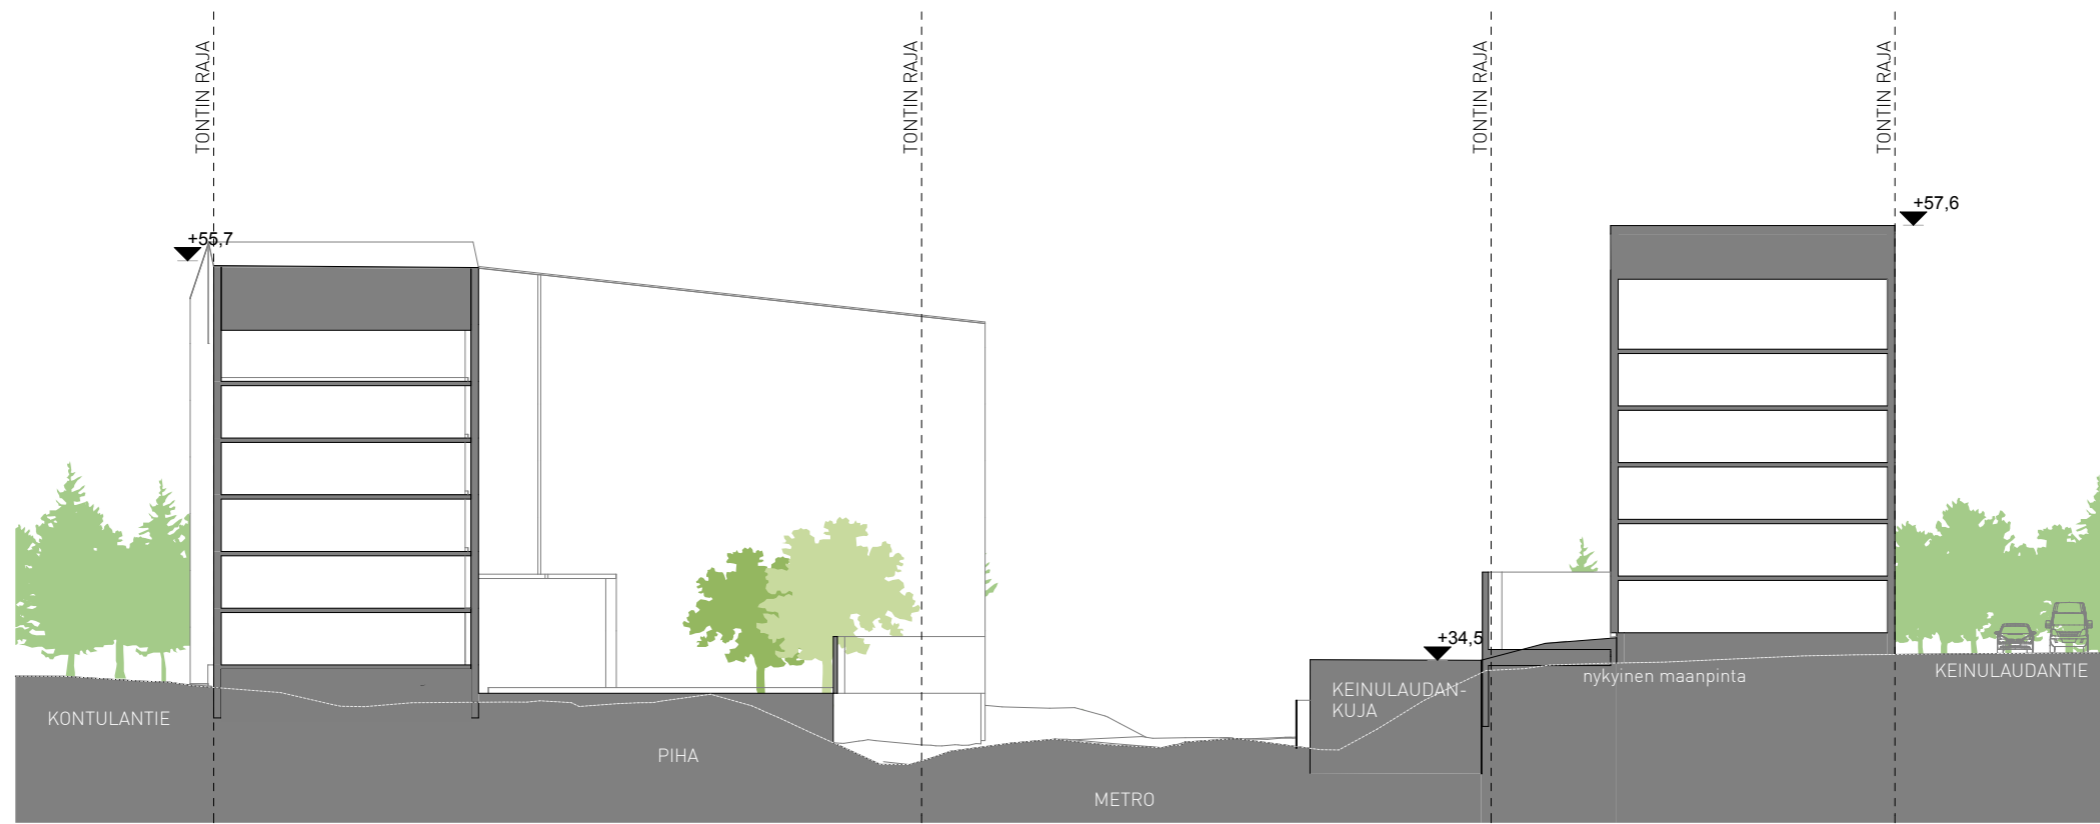 TONTIN RAJA
TONTIN RAJA
TONTIN RAJA
TONTIN RAJA
+57,6
+55,7
+34,5
KEINULAUDANTIE
nykyinen maanpinta
KEINULAUDAN-
KUJA
KONTULANTIE
PIHA
METRO